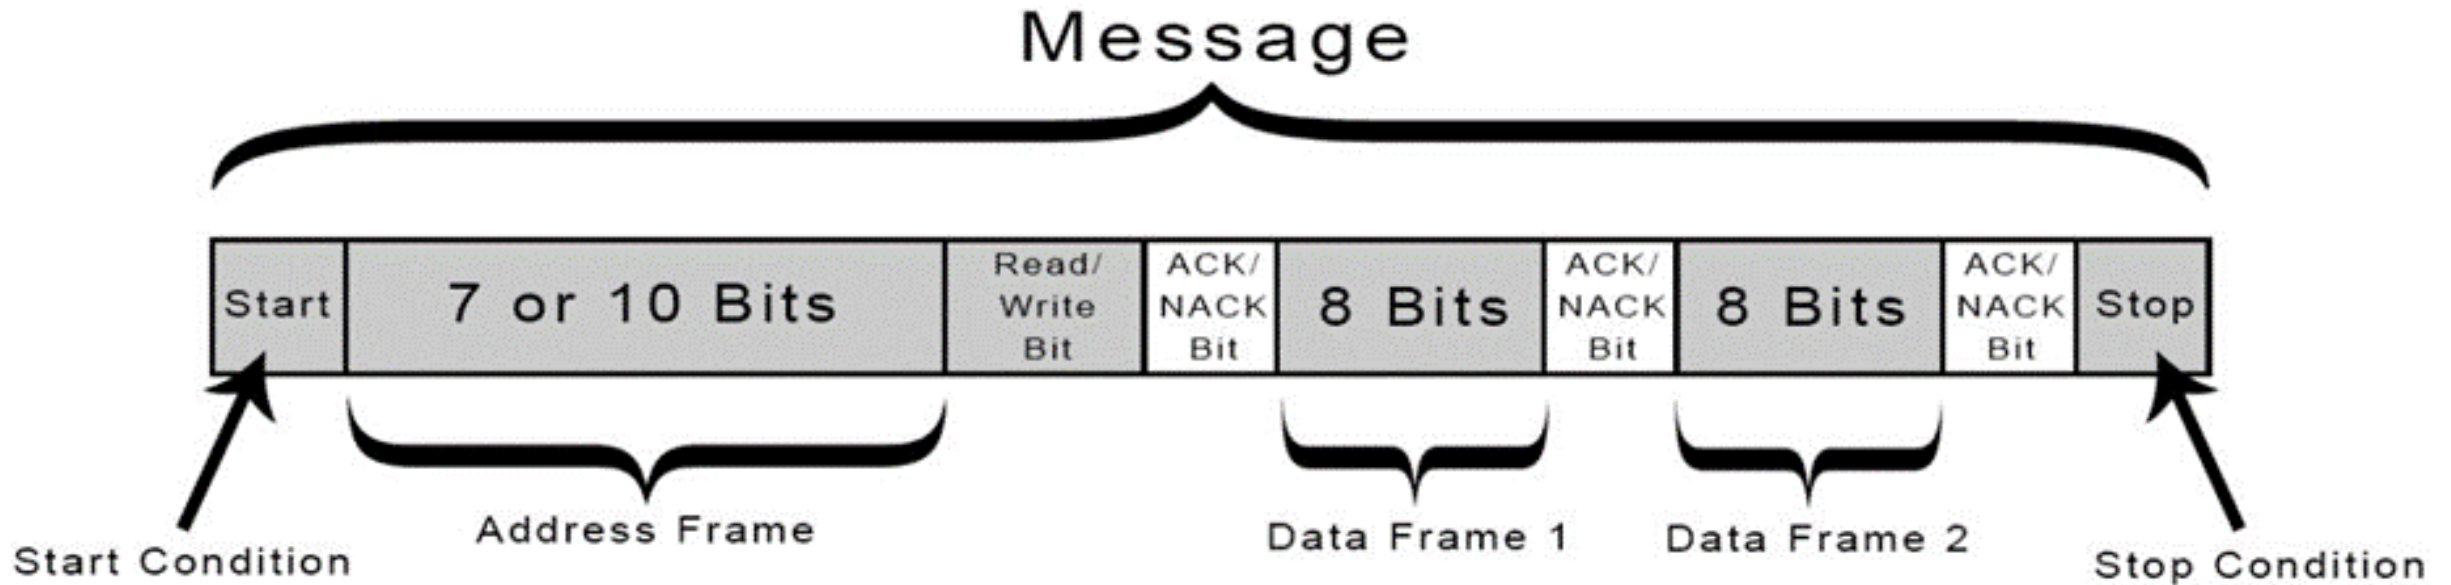 Message
Start
7 or 10 Bits
Read/
Write
Bit
ACK/
NACK
Bit
8 Bits
ACK/
NACK
Bit
8 Bits
ACK/
NACK
Bit
Stop
Start Condition
Address Frame
Data Frame 1
Data Frame 2
Stop Condition